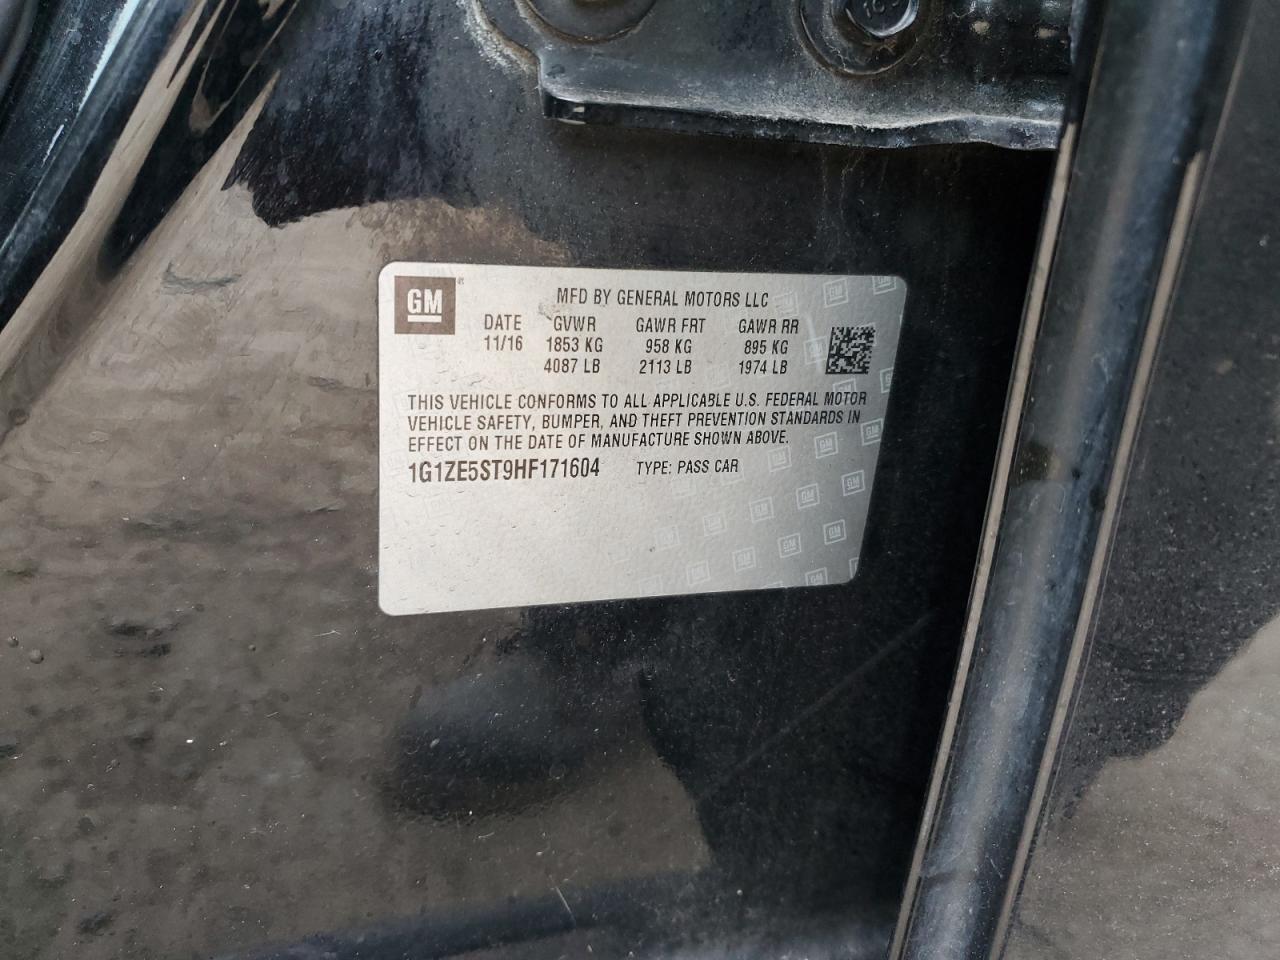 GM
MFD BY GENERAL MOTORS LLC
DATE GVWR GAWR FRT GAWR RR
11/16 1853 KG 958 KG 895 KG
4087 LB 2113 LB 1974 LB
THIS VEHICLE CONFORMS TO ALL APPLICABLE U.S. FEDERAL MOTOR
VEHICLE SAFETY, BUMPER, AND THEFT PREVENTION STANDARDS IN
EFFECT ON THE DATE OF MANUFACTURE SHOWN ABOVE.
1G1ZE5ST9HF171604 TYPE: PASS CAR